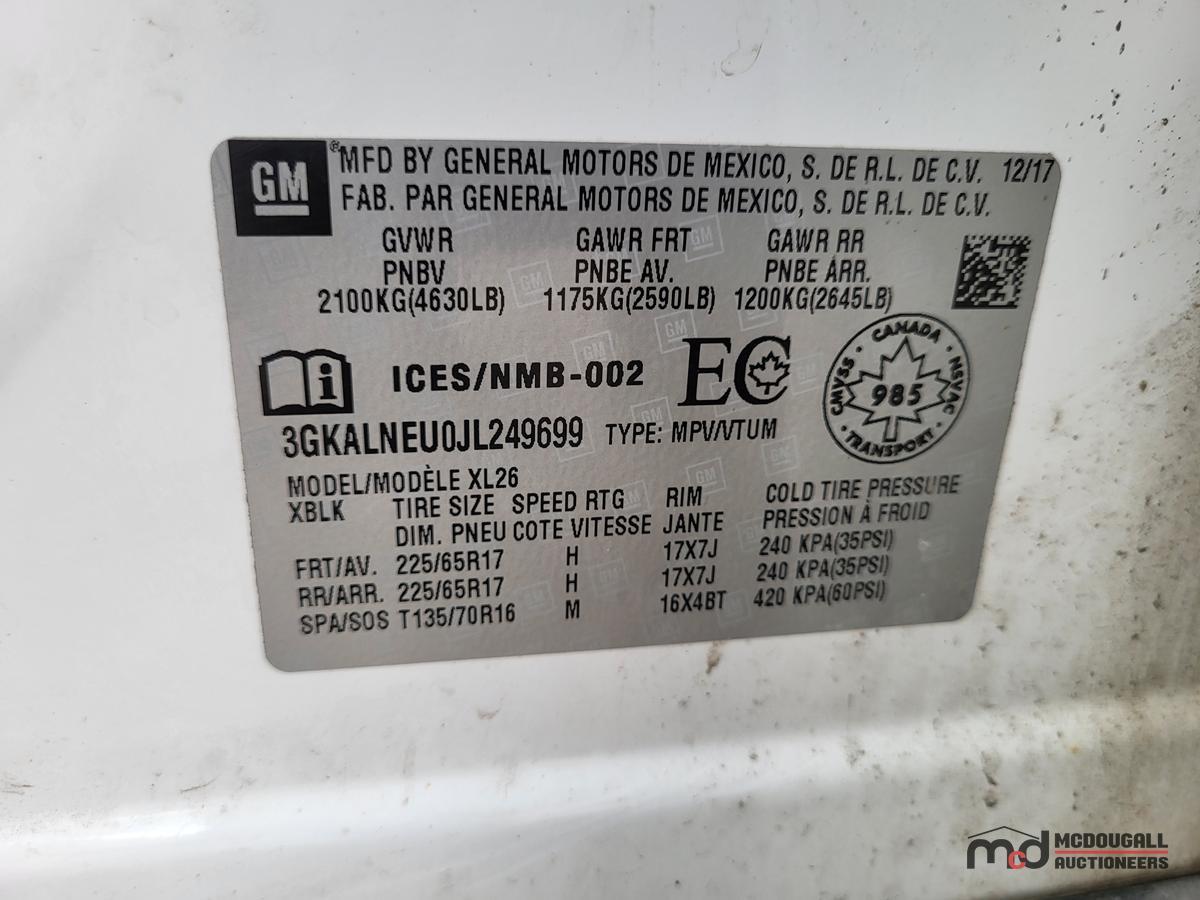 GM
®MFD BY GENERAL MOTORS DE MEXICO, S. DE R.L. DE C.V. 12/17
FAB. PAR GENERAL MOTORS DE MEXICO, S. DE R.L. DE C.V.
GVWR GAWR FRT GAWR RR
PNBV PNBE AV. PNBE ARR.
2100KG(4630LB) 1175KG(2590LB) 1200KG(2645LB)
i ICES/NMB-002 EC
CANADA
CMVSS 985 NSVAC
TRANSPORT
3GKALNEU0JL249699 TYPE: MPV/VTUM
MODEL/MODÈLE XL26
XBLK TIRE SIZE SPEED RTG RIM COLD TIRE PRESSURE
DIM. PNEU COTE VITESSE JANTE PRESSION À FROID
FRT/AV. 225/65R17 H 17X7J 240 KPA(35PSI)
RR/ARR. 225/65R17 H 17X7J 240 KPA(35PSI)
SPA/SOS T135/70R16 M 16X4BT 420 KPA(60PSI)
mcd MCDOUGALL
AUCTIONEERS